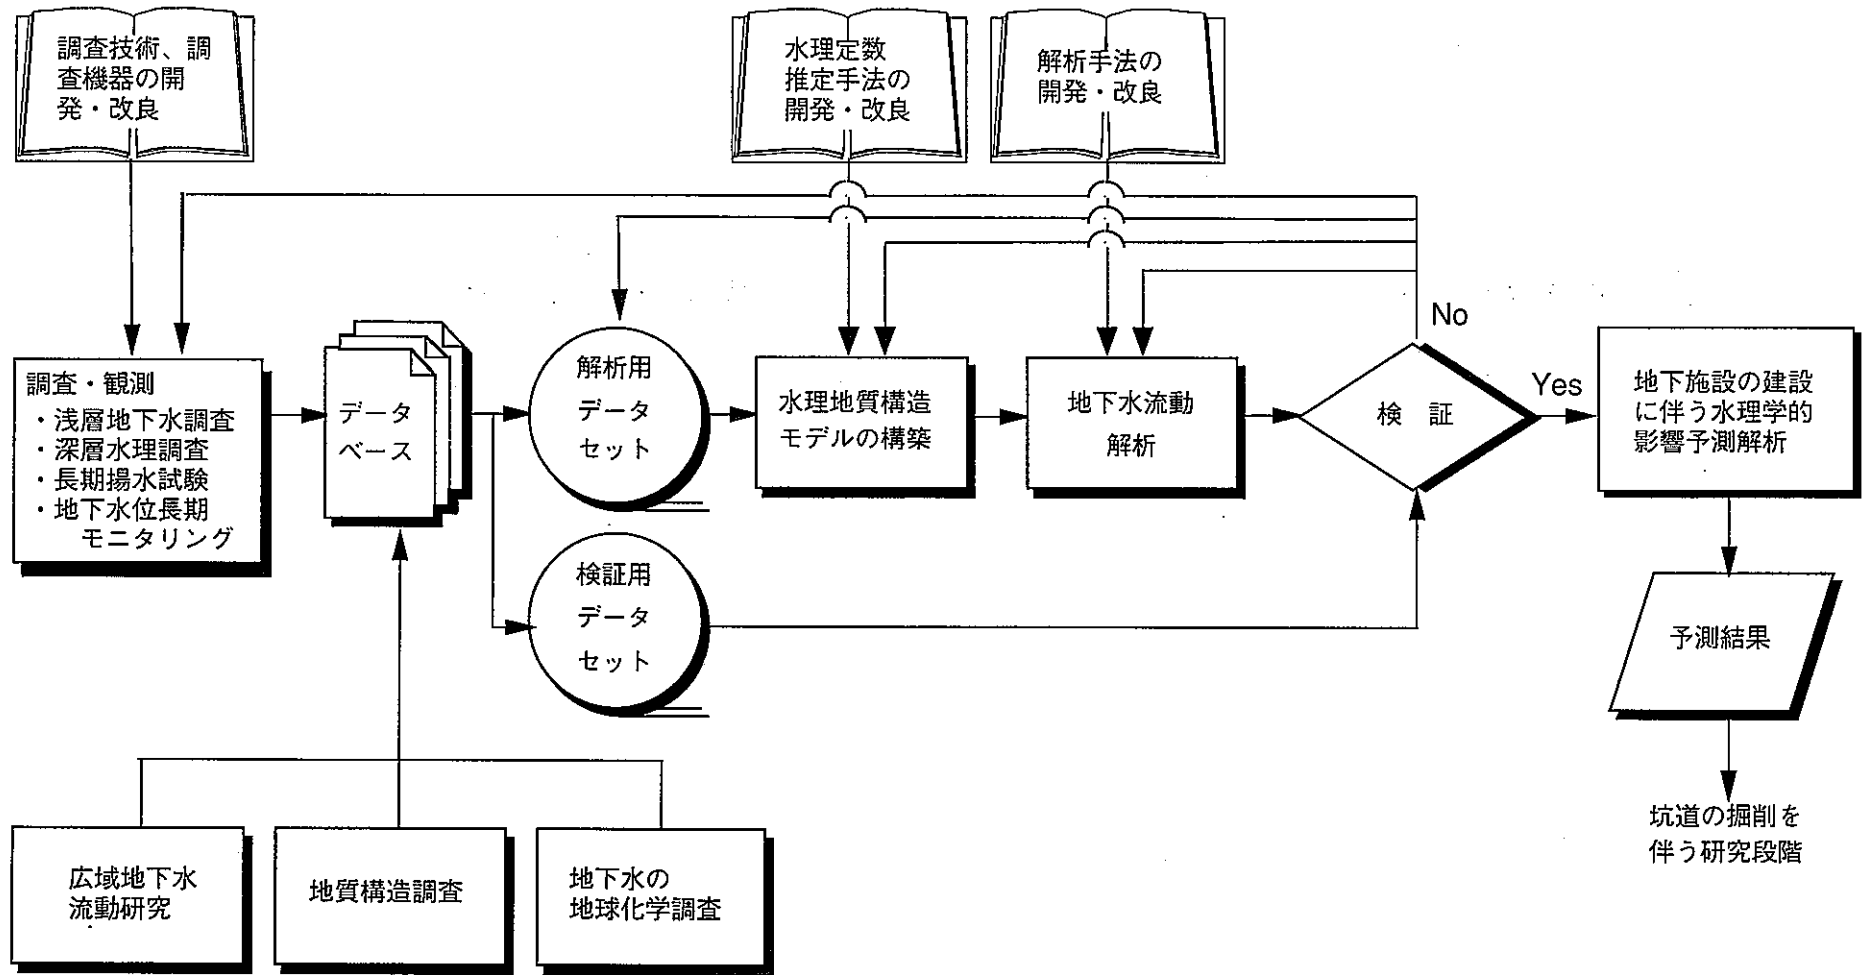 調査技術、調
査機器の開
発・改良
水理定数
推定手法の
開発・改良
解析手法の
開発・改良
調査・観測
・浅層地下水調査
・深層水理調査
・長期揚水試験
・地下水位長期
モニタリング
データ
ベース
解析用
データ
セット
検証用
データ
セット
水理地質構造
モデルの構築
地下水流動
解析
検 証
No
Yes
地下施設の建設
に伴う水理学的
影響予測解析
予測結果
坑道の掘削を
伴う研究段階
広域地下水
流動研究
地質構造調査
地下水の
地球化学調査